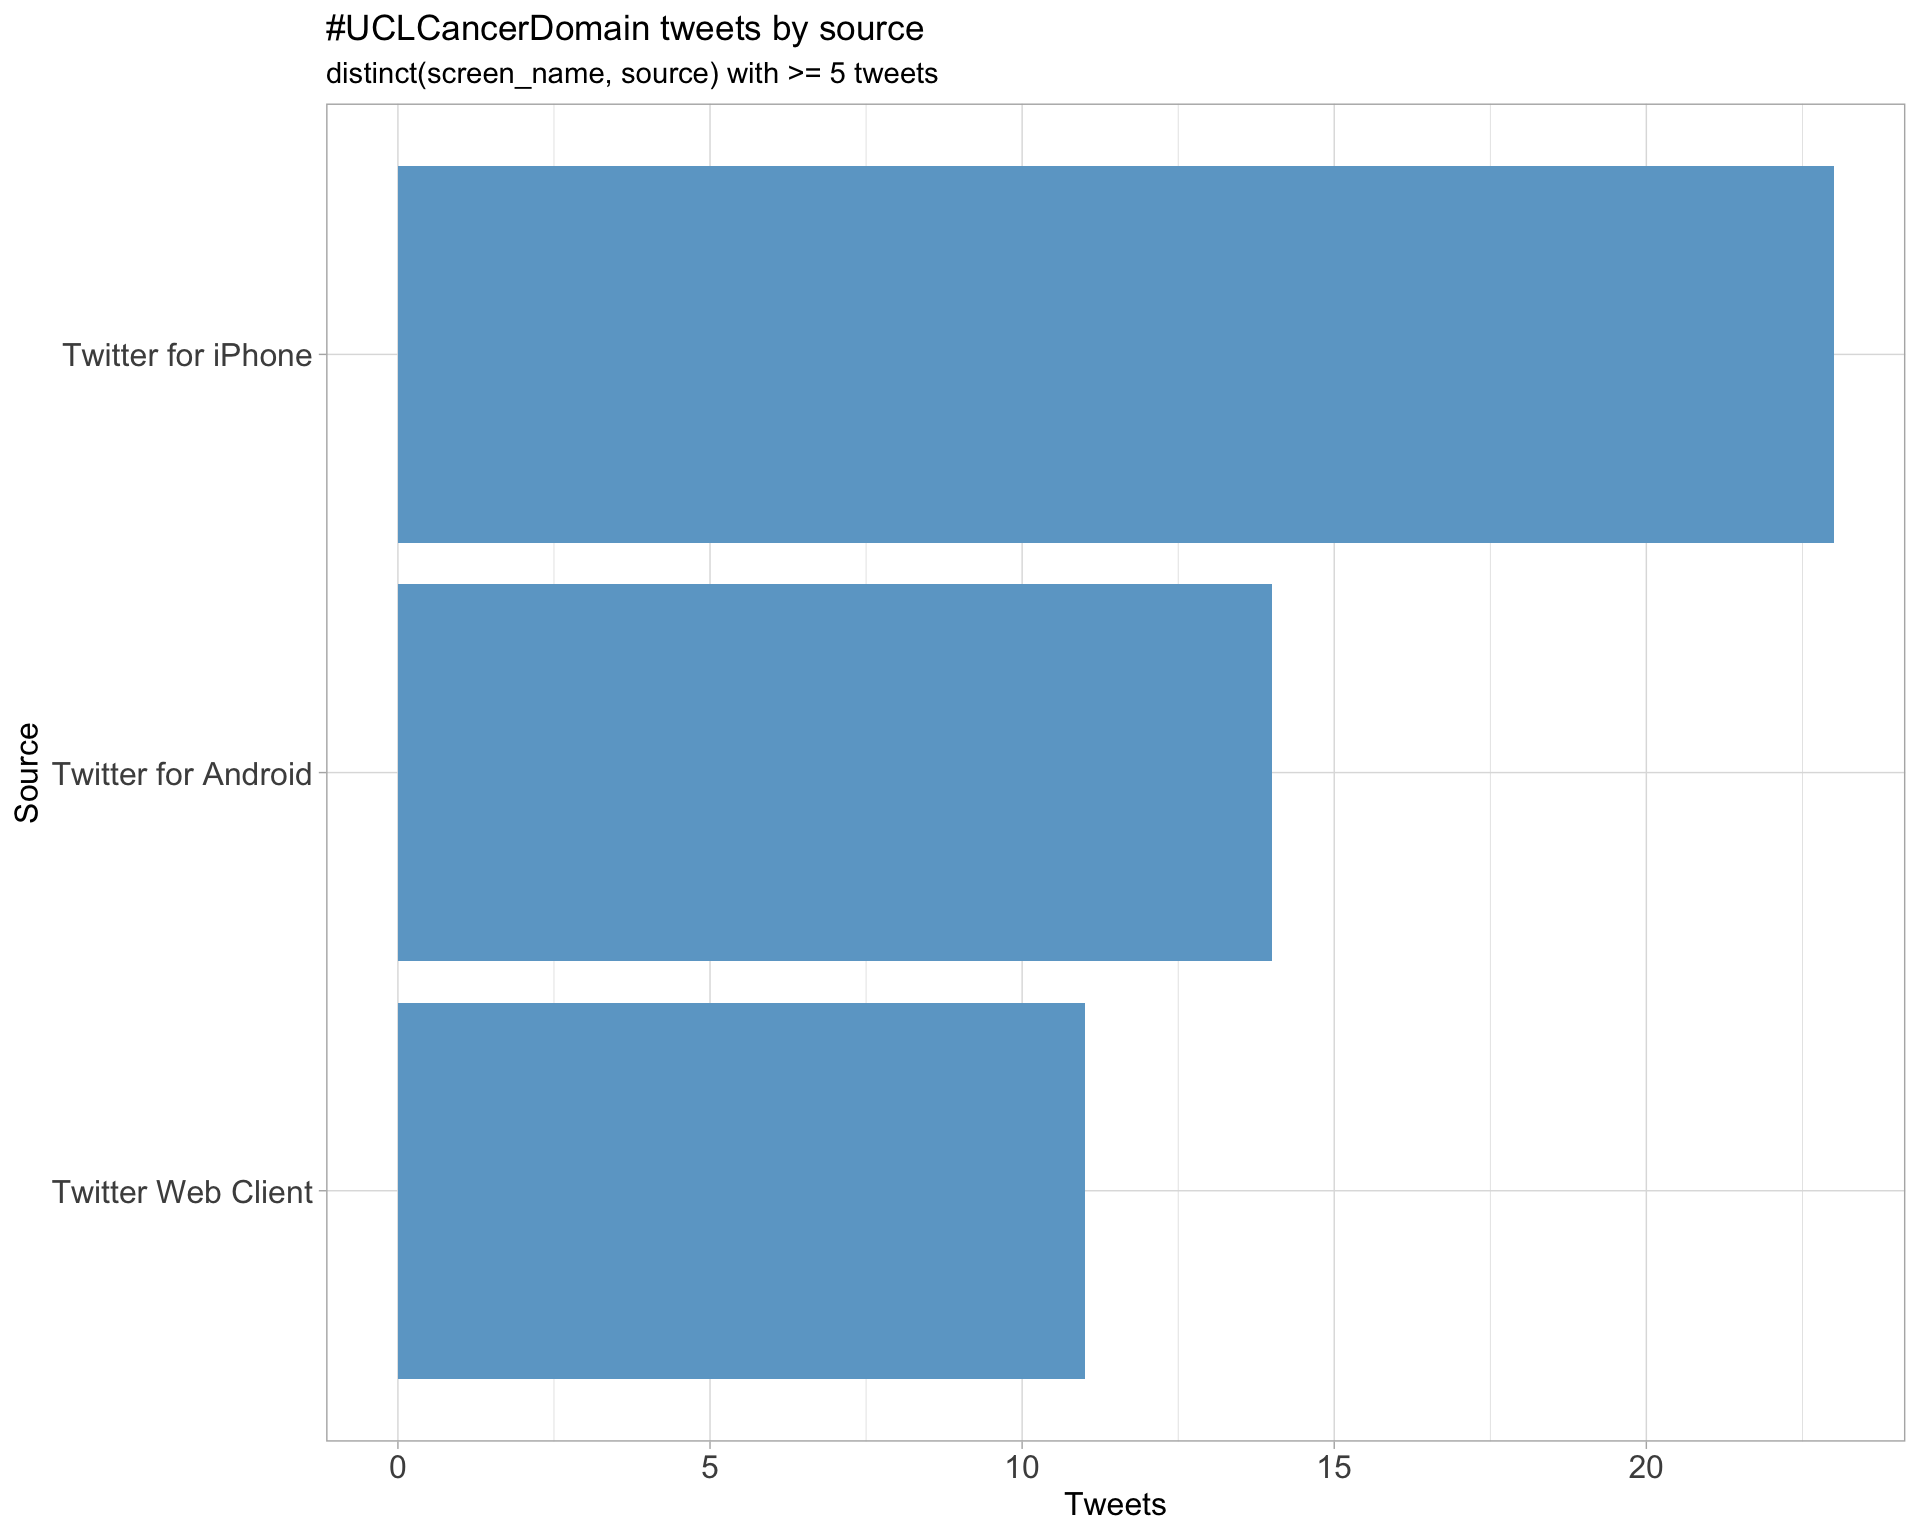 #UCLCancerDomain tweets by source
distinct(screen_name, source) with >= 5 tweets
Source
Twitter for iPhone
Twitter for Android
Twitter Web Client
0 5 10 15 20
Tweets